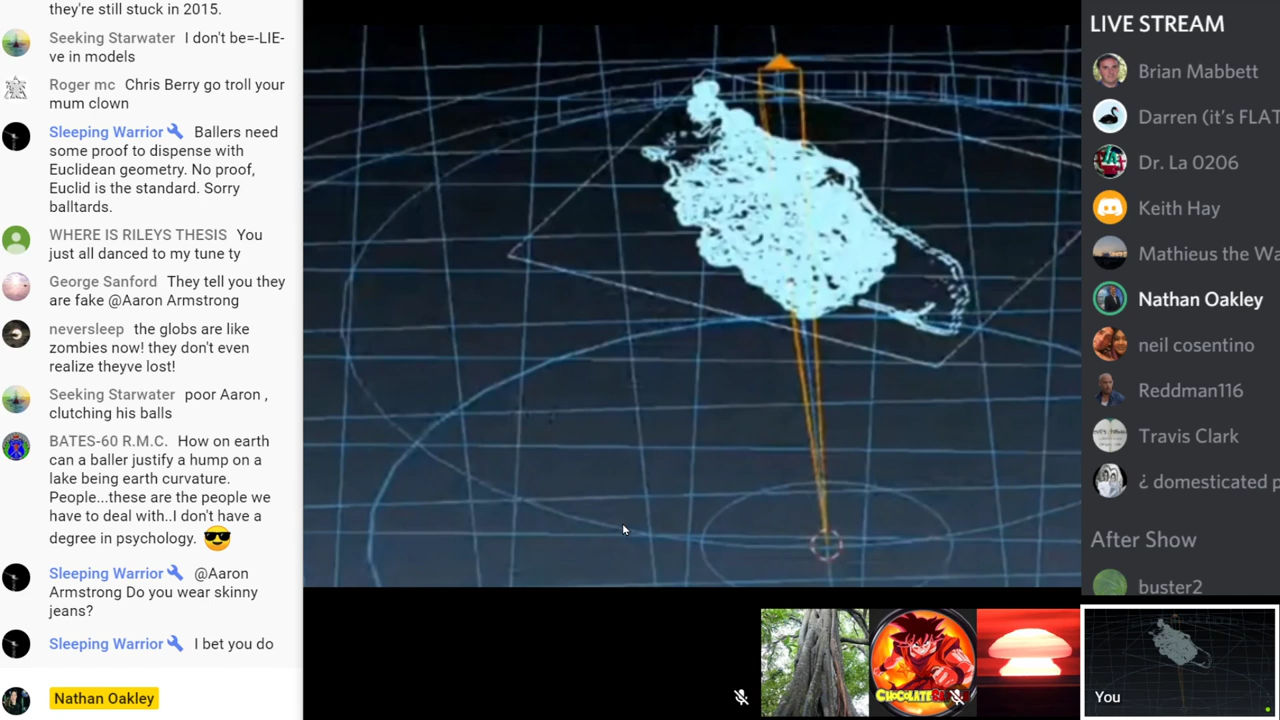 they're still stuck in 2015.
Seeking Starwater I don't be=-LIE-
ve in models
Roger mc Chris Berry go troll your
mum clown
Sleeping Warrior Ballers need
some proof to dispense with
Euclidean geometry. No proof,
Euclid is the standard. Sorry
balltards.
WHERE IS RILEYS THESIS You
just all danced to my tune ty
George Sanford They tell you they
are fake @Aaron Armstrong
neversleep the globs are like
zombies now! they don't even
realize theyve lost!
Seeking Starwater poor Aaron ,
clutching his balls
BATES-60 R.M.C. How on earth
can a baller justify a hump on a
lake being earth curvature.
People...these are the people we
have to deal with..I don't have a
degree in psychology. 😎
Sleeping Warrior @Aaron
Armstrong Do you wear skinny
jeans?
Sleeping Warrior I bet you do
Nathan Oakley
LIVE STREAM
Brian Mabbett
Darren (it's FLAT
Dr. La 0206
Keith Hay
Mathieus the Wa
Nathan Oakley
neil cosentino
Reddman116
Travis Clark
¿ domesticated p
After Show
buster2
You